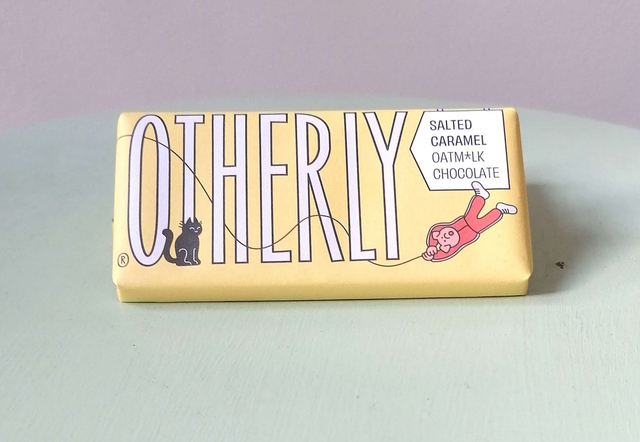 OTHERLY
®
SALTED
CARAMEL
OATM*LK
CHOCOLATE